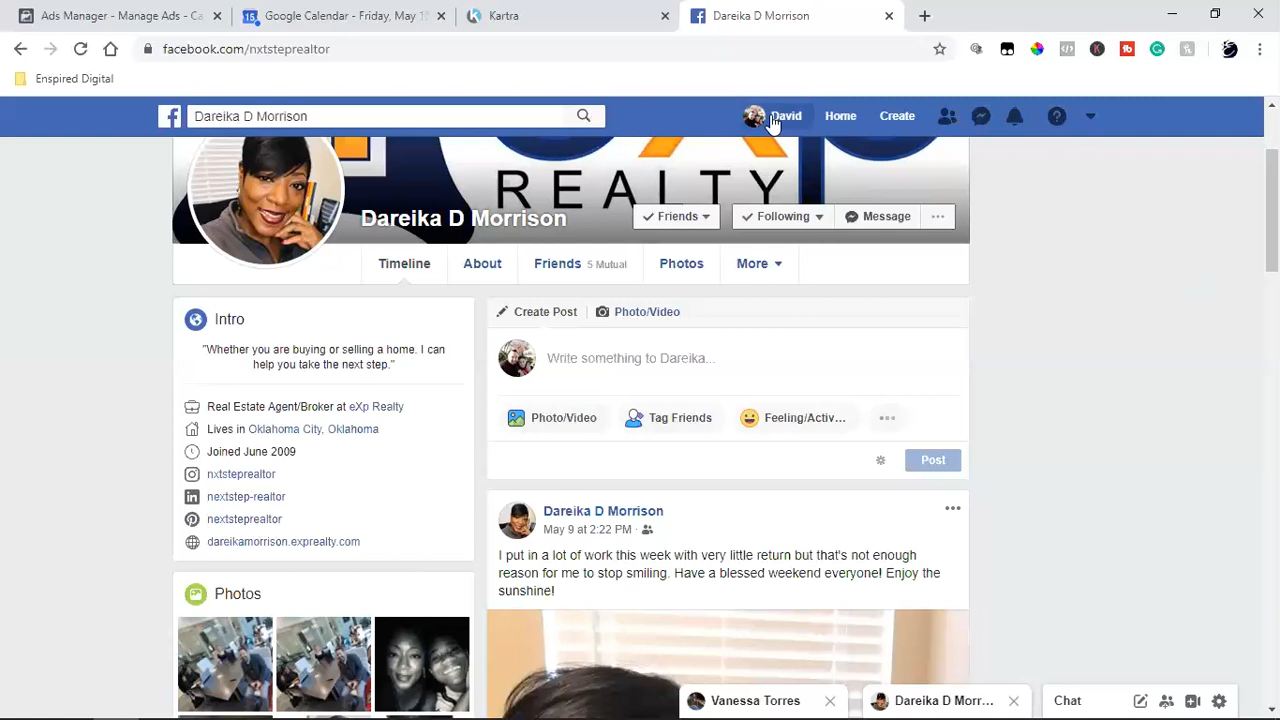 Ads Manager - Manage Ads - Ca
Google Calendar - Friday, May 1
Kartra
Dareika D Morrison
facebook.com/nxtsteprealtor
Enspired Digital
Dareika D Morrison
David
Home
Create
REALTY
Dareika D Morrison
Friends
Following
Message
Timeline
About
Friends 5 Mutual
Photos
More
Intro
"Whether you are buying or selling a home. I can
help you take the next step."
Real Estate Agent/Broker at eXp Realty
Lives in Oklahoma City, Oklahoma
Joined June 2009
nxtsteprealtor
nextstep-realtor
nextsteprealtor
dareikamorrison.exprealty.com
Photos
Create Post
Photo/Video
Write something to Dareika...
Photo/Video
Tag Friends
Feeling/Activ...
Post
Dareika D Morrison
May 9 at 2:22 PM
I put in a lot of work this week with very little return but that's not enough
reason for me to stop smiling. Have a blessed weekend everyone! Enjoy the
sunshine!
Vanessa Torres
Dareika D Morr...
Chat